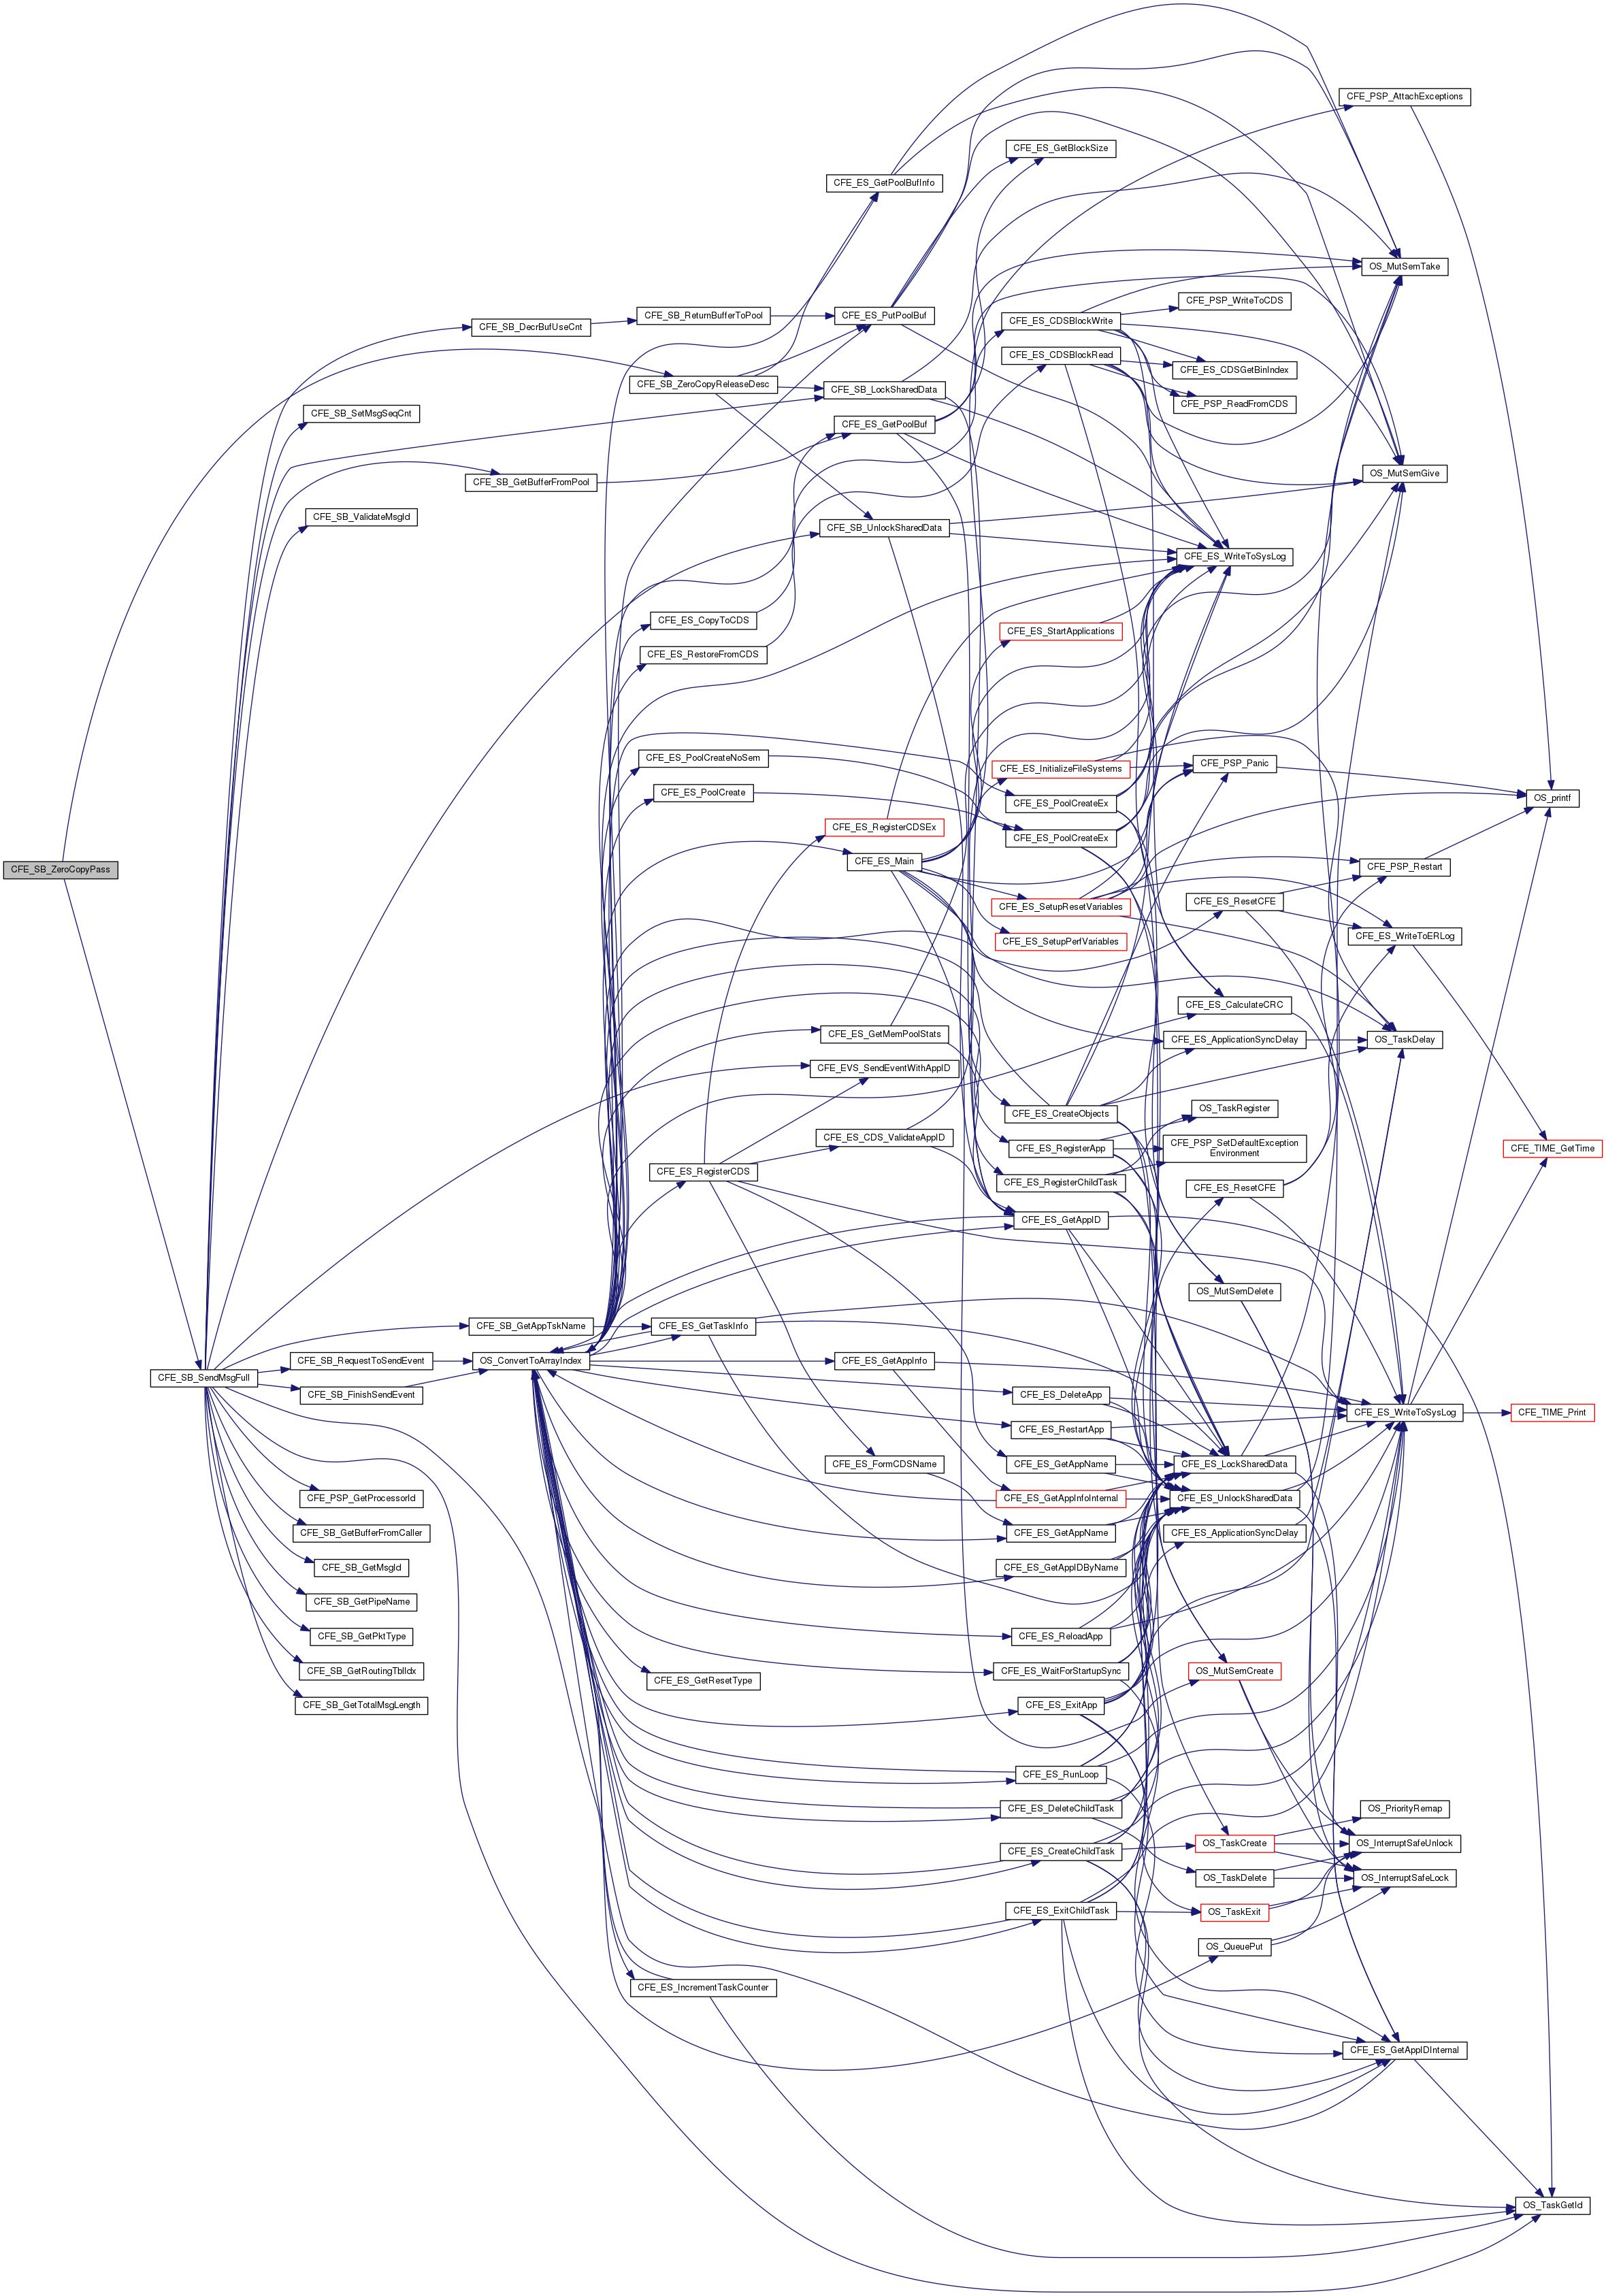 CFE_PSP_AttachExceptions
CFE_ES_GetBlockSize
CFE_ES_GetPoolBufInfo
OS_MutSemTake
CFE_PSP_WriteToCDS
CFE_SB_ReturnBufferToPool
CFE_ES_PutPoolBuf
CFE_ES_CDSBlockWrite
CFE_SB_DecrBufUseCnt
CFE_ES_CDSBlockRead
CFE_ES_CDSGetBinIndex
CFE_SB_ZeroCopyReleaseDesc
CFE_SB_LockSharedData
CFE_PSP_ReadFromCDS
CFE_SB_SetMsgSeqCnt
CFE_ES_GetPoolBuf
OS_MutSemGive
CFE_SB_GetBufferFromPool
CFE_SB_ValidateMsgId
CFE_SB_UnlockSharedData
CFE_ES_WriteToSysLog
CFE_ES_CopyToCDS
CFE_ES_StartApplications
CFE_ES_RestoreFromCDS
CFE_ES_PoolCreateNoSem
CFE_PSP_Panic
CFE_ES_InitializeFileSystems
CFE_ES_PoolCreate
OS_printf
CFE_ES_PoolCreateEx
CFE_ES_RegisterCDSEx
CFE_ES_PoolCreateEx
CFE_ES_Main
CFE_PSP_Restart
CFE_SB_ZeroCopyPass
CFE_ES_ResetCFE
CFE_ES_SetupResetVariables
CFE_ES_WriteToERLog
CFE_ES_SetupPerfVariables
CFE_ES_CalculateCRC
CFE_ES_GetMemPoolStats
CFE_ES_ApplicationSyncDelay
OS_TaskDelay
CFE_EVS_SendEventWithAppID
OS_TaskRegister
CFE_ES_CreateObjects
CFE_ES_CDS_ValidateAppID
CFE_ES_RegisterApp
CFE_PSP_SetDefaultException
Environment
CFE_TIME_GetTime
CFE_ES_RegisterCDS
CFE_ES_RegisterChildTask
CFE_ES_ResetCFE
CFE_ES_GetAppID
OS_MutSemDelete
CFE_SB_GetAppTskName
CFE_ES_GetTaskInfo
CFE_SB_RequestToSendEvent
OS_ConvertToArrayIndex
CFE_ES_GetAppInfo
CFE_SB_SendMsgFull
CFE_SB_FinishSendEvent
CFE_ES_DeleteApp
CFE_ES_WriteToSysLog
CFE_TIME_Print
CFE_ES_RestartApp
CFE_ES_FormCDSName
CFE_ES_GetAppName
CFE_ES_LockSharedData
CFE_PSP_GetProcessorId
CFE_ES_GetAppInfoInternal
CFE_ES_UnlockSharedData
CFE_SB_GetBufferFromCaller
CFE_ES_GetAppName
CFE_ES_ApplicationSyncDelay
CFE_SB_GetMsgId
CFE_ES_GetAppIDByName
CFE_SB_GetPipeName
CFE_SB_GetPktType
CFE_ES_ReloadApp
CFE_SB_GetRoutingTblIdx
CFE_ES_WaitForStartupSync
OS_MutSemCreate
CFE_ES_GetResetType
CFE_SB_GetTotalMsgLength
CFE_ES_ExitApp
CFE_ES_RunLoop
CFE_ES_DeleteChildTask
OS_PriorityRemap
OS_TaskCreate
OS_InterruptSafeUnlock
CFE_ES_CreateChildTask
OS_TaskDelete
OS_InterruptSafeLock
CFE_ES_ExitChildTask
OS_TaskExit
OS_QueuePut
CFE_ES_IncrementTaskCounter
CFE_ES_GetAppIDInternal
OS_TaskGetId